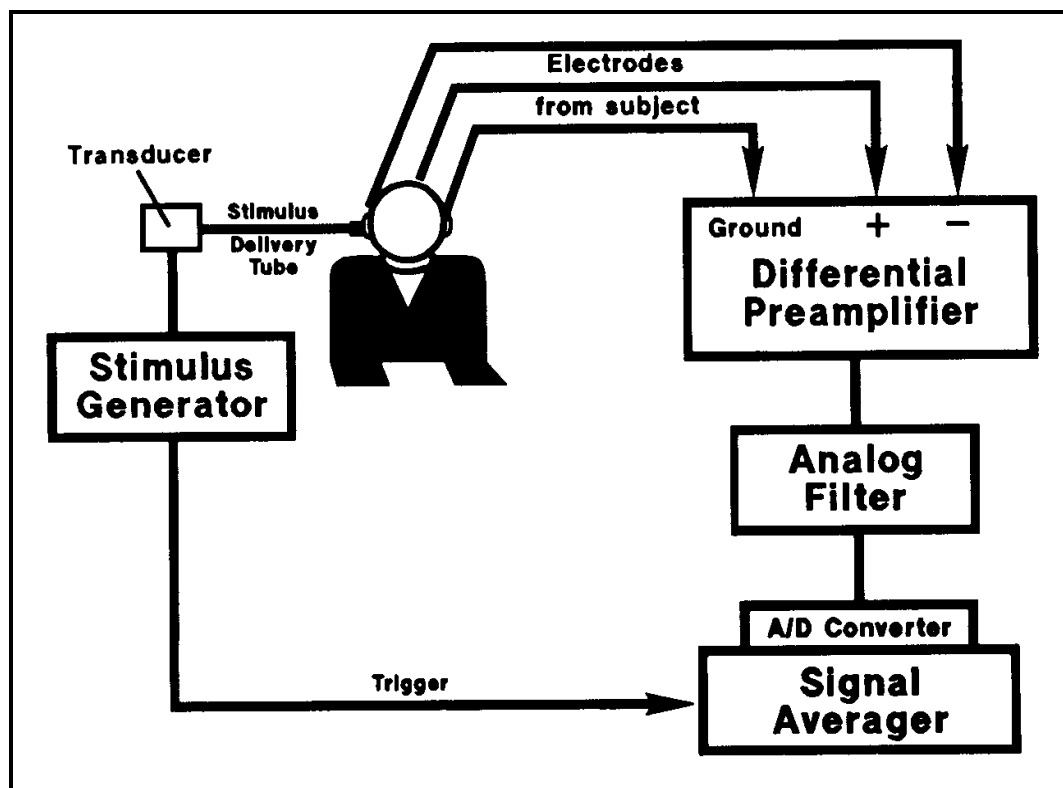 Electrodes
from subject
Transducer
Stimulus
Delivery
Tube
Ground + −
Differential
Preamplifier
Stimulus
Generator
Analog
Filter
A/D Converter
Trigger
Signal
Averager